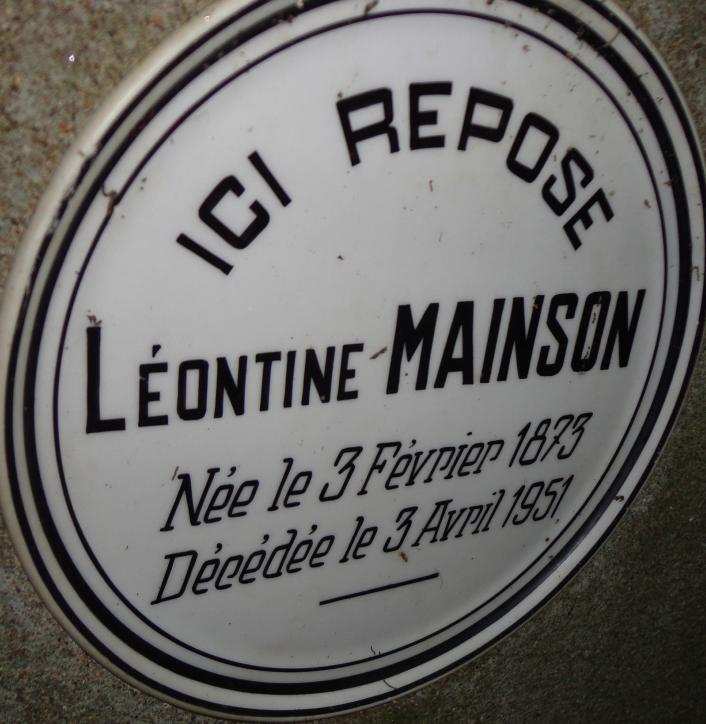 ICI REPOSE
LÉONTINE MAINSON
Née le 3 Février 1873
Décédée le 3 Avril 1951